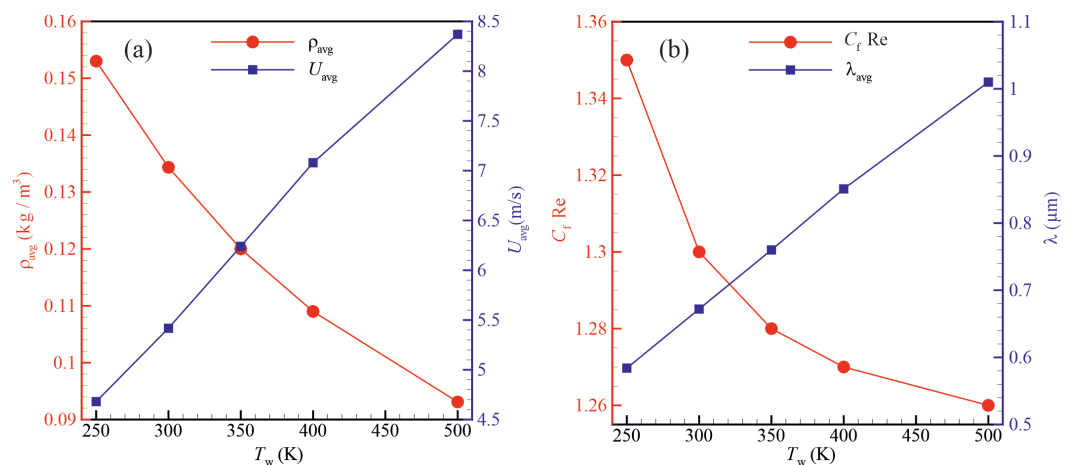 (a)
ρavg
Uavg
0.16
0.15
0.14
0.13
0.12
0.11
0.1
0.09
ρavg (kg / m³)
8.5
8
7.5
7
6.5
6
5.5
5
4.5
Uavg(m/s)
250 300 350 400 450 500
Tw (K)
(b)
Cf Re
λavg
1.36
1.34
1.32
1.3
1.28
1.26
Cf Re
1.1
1
0.9
0.8
0.7
0.6
0.5
λ (μm)
250 300 350 400 450 500
Tw (K)